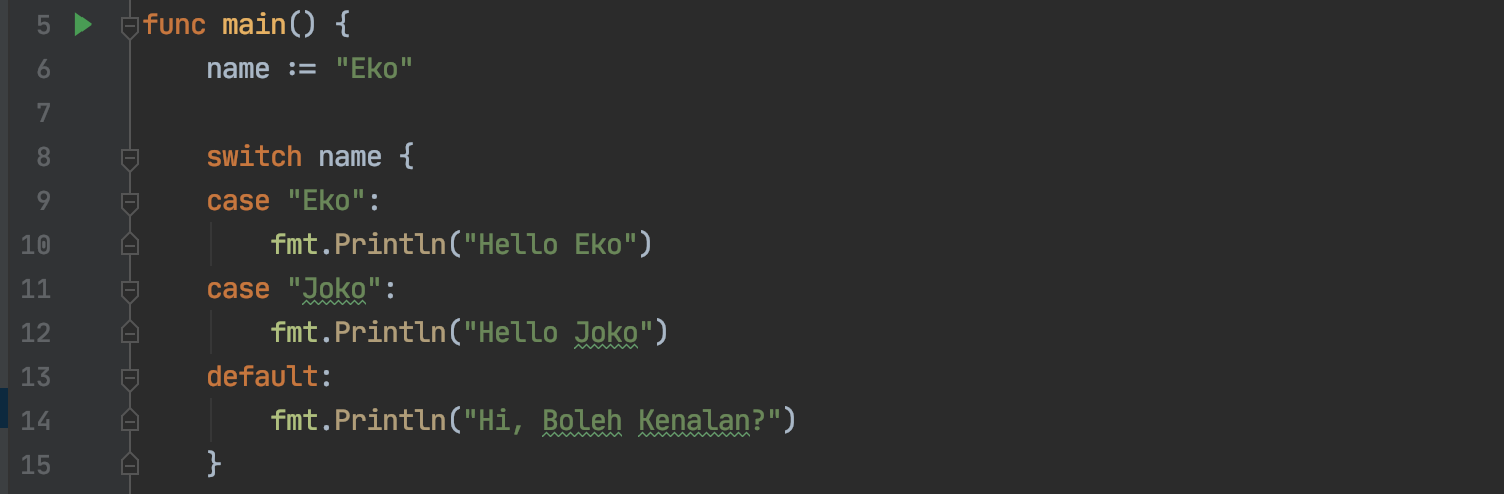 5 func main() {
6 name := "Eko"
7
8 switch name {
9 case "Eko":
10 fmt.Println("Hello Eko")
11 case "Joko":
12 fmt.Println("Hello Joko")
13 default:
14 fmt.Println("Hi, Boleh Kenalan?")
15 }